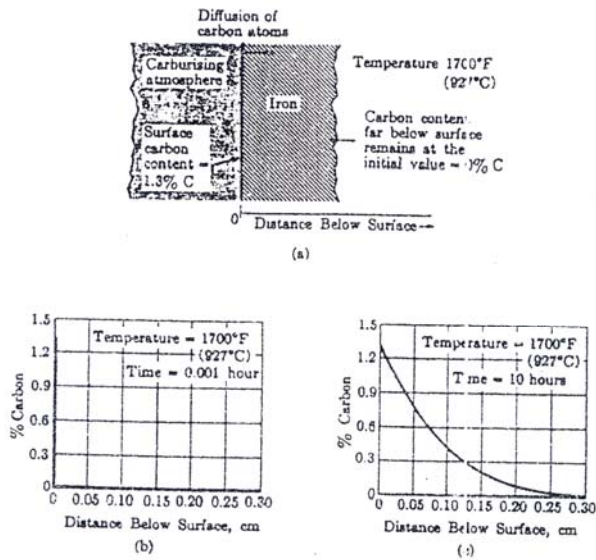 Diffusion of
carbon atoms
Carburising
atmosphere
Iron
Temperature 1700°F
(927°C)
Surface
carbon
content =
1.3% C
Carbon conten
far below surface
remains at the
initial value = % C
0
Distance Below Surface
(a)
1.5
1.2
0.9
0.6
0.3
0
% Carbon
Temperature = 1700°F
(927°C)
Time = 0.001 hour
0 0.05 0.10 0.15 0.20 0.25 0.30
Distance Below Surface, cm
(b)
1.5
1.2
0.9
0.6
0.3
0
% Carbon
Temperature = 1700°F
(927°C)
T me = 10 hours
0 0.05 0.10 0.15 0.20 0.25 0.30
Distance Below Surface, cm